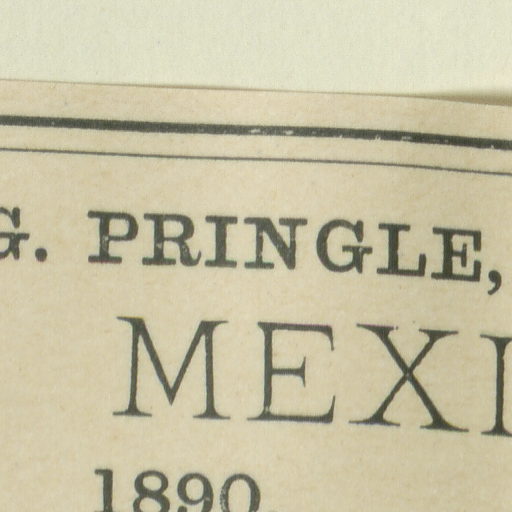 G. PRINGLE,
MEXI
1890.